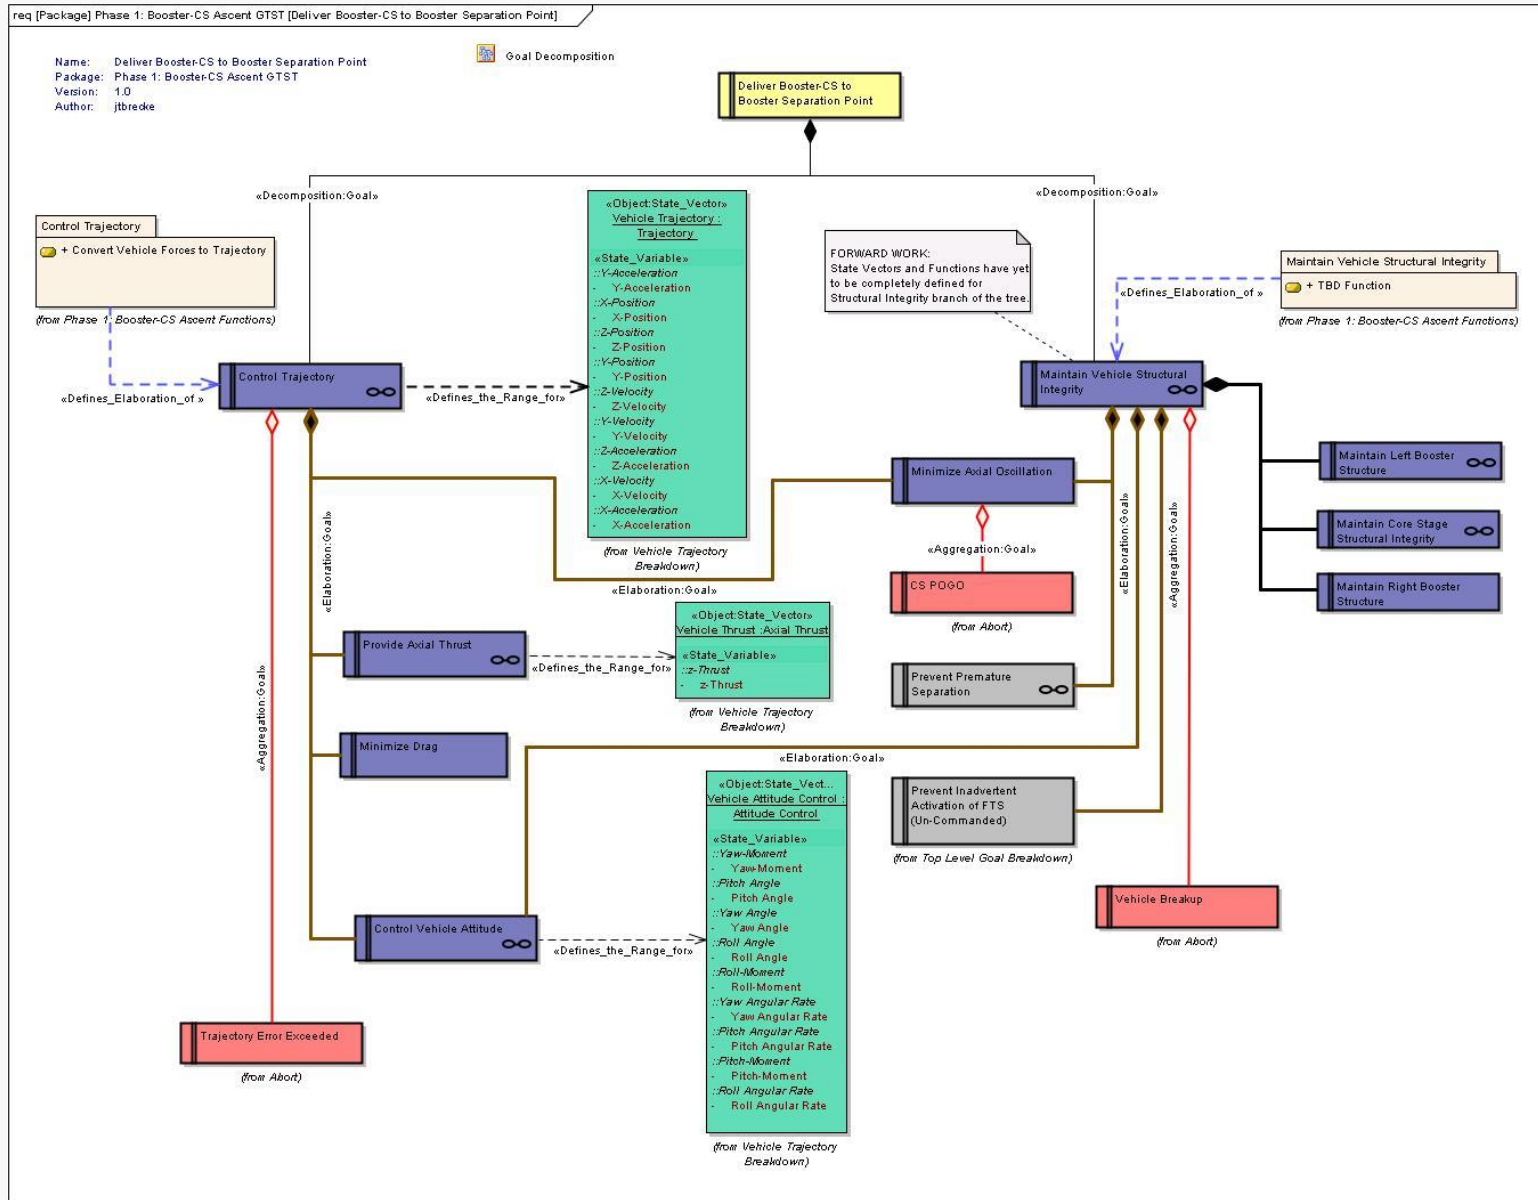 req [Package] Phase 1: Booster-CS Ascent GTST [Deliver Booster-CS to Booster Separation Point]
Name: Deliver Booster-CS to Booster Separation Point
Package: Phase 1: Booster-CS Ascent GTST
Version: 1.0
Author: jtbredke
Goal Decomposition
Deliver Booster-CS to
Booster Separation Point
«Decomposition:Goal»
«Decomposition:Goal»
Control Trajectory
+ Convert Vehicle Forces to Trajectory
(from Phase 1: Booster-CS Ascent Functions)
«Defines_Elaboration_of »
Control Trajectory
«Defines_the_Range_for»
«Object:State_Vector»
Vehicle Trajectory :
Trajectory
«State_Variable»
::Y-Acceleration
- Y-Acceleration
::X-Position
- X-Position
::Z-Position
- Z-Position
::Y-Position
- Y-Position
::Z-Velocity
- Z-Velocity
::Y-Velocity
- Y-Velocity
::Z-Acceleration
- Z-Acceleration
::X-Velocity
- X-Velocity
::X-Acceleration
- X-Acceleration
(from Vehicle Trajectory
Breakdown)
FORWARD WORK:
State Vectors and Functions have yet
to be completely defined for
Structural Integrity branch of the tree.
Maintain Vehicle Structural Integrity
+ TBD Function
(from Phase 1: Booster-CS Ascent Functions)
«Defines_Elaboration_of »
Maintain Vehicle Structural
Integrity
Maintain Left Booster
Structure
Maintain Core Stage
Structural Integrity
Maintain Right Booster
Structure
Minimize Axial Oscillation
«Aggregation:Goal»
CS POGO
(from Abort)
«Elaboration:Goal»
«Aggregation:Goal»
«Elaboration:Goal»
«Elaboration:Goal»
«Aggregation:Goal»
Provide Axial Thrust
«Defines_the_Range_for»
«Object:State_Vector»
Vehicle Thrust :Axial Thrust
«State_Variable»
::z-Thrust
- z-Thrust
(from Vehicle Trajectory
Breakdown)
Prevent Premature
Separation
Minimize Drag
«Elaboration:Goal»
Prevent Inadvertent
Activation of FTS
(Un-Commanded)
(from Top Level Goal Breakdown)
«Object:State_Vect...
Vehicle Attitude Control :
Attitude Control
«State_Variable»
::Yaw-Moment
- Yaw-Moment
::Pitch Angle
- Pitch Angle
::Yaw Angle
- Yaw Angle
::Roll Angle
- Roll Angle
::Roll-Moment
- Roll-Moment
::Yaw Angular Rate
- Yaw Angular Rate
::Pitch Angular Rate
- Pitch Angular Rate
::Pitch-Moment
- Pitch-Moment
::Roll Angular Rate
- Roll Angular Rate
(from Vehicle Trajectory
Breakdown)
Control Vehicle Attitude
«Defines_the_Range_for»
Vehicle Breakup
(from Abort)
Trajectory Error Exceeded
(from Abort)